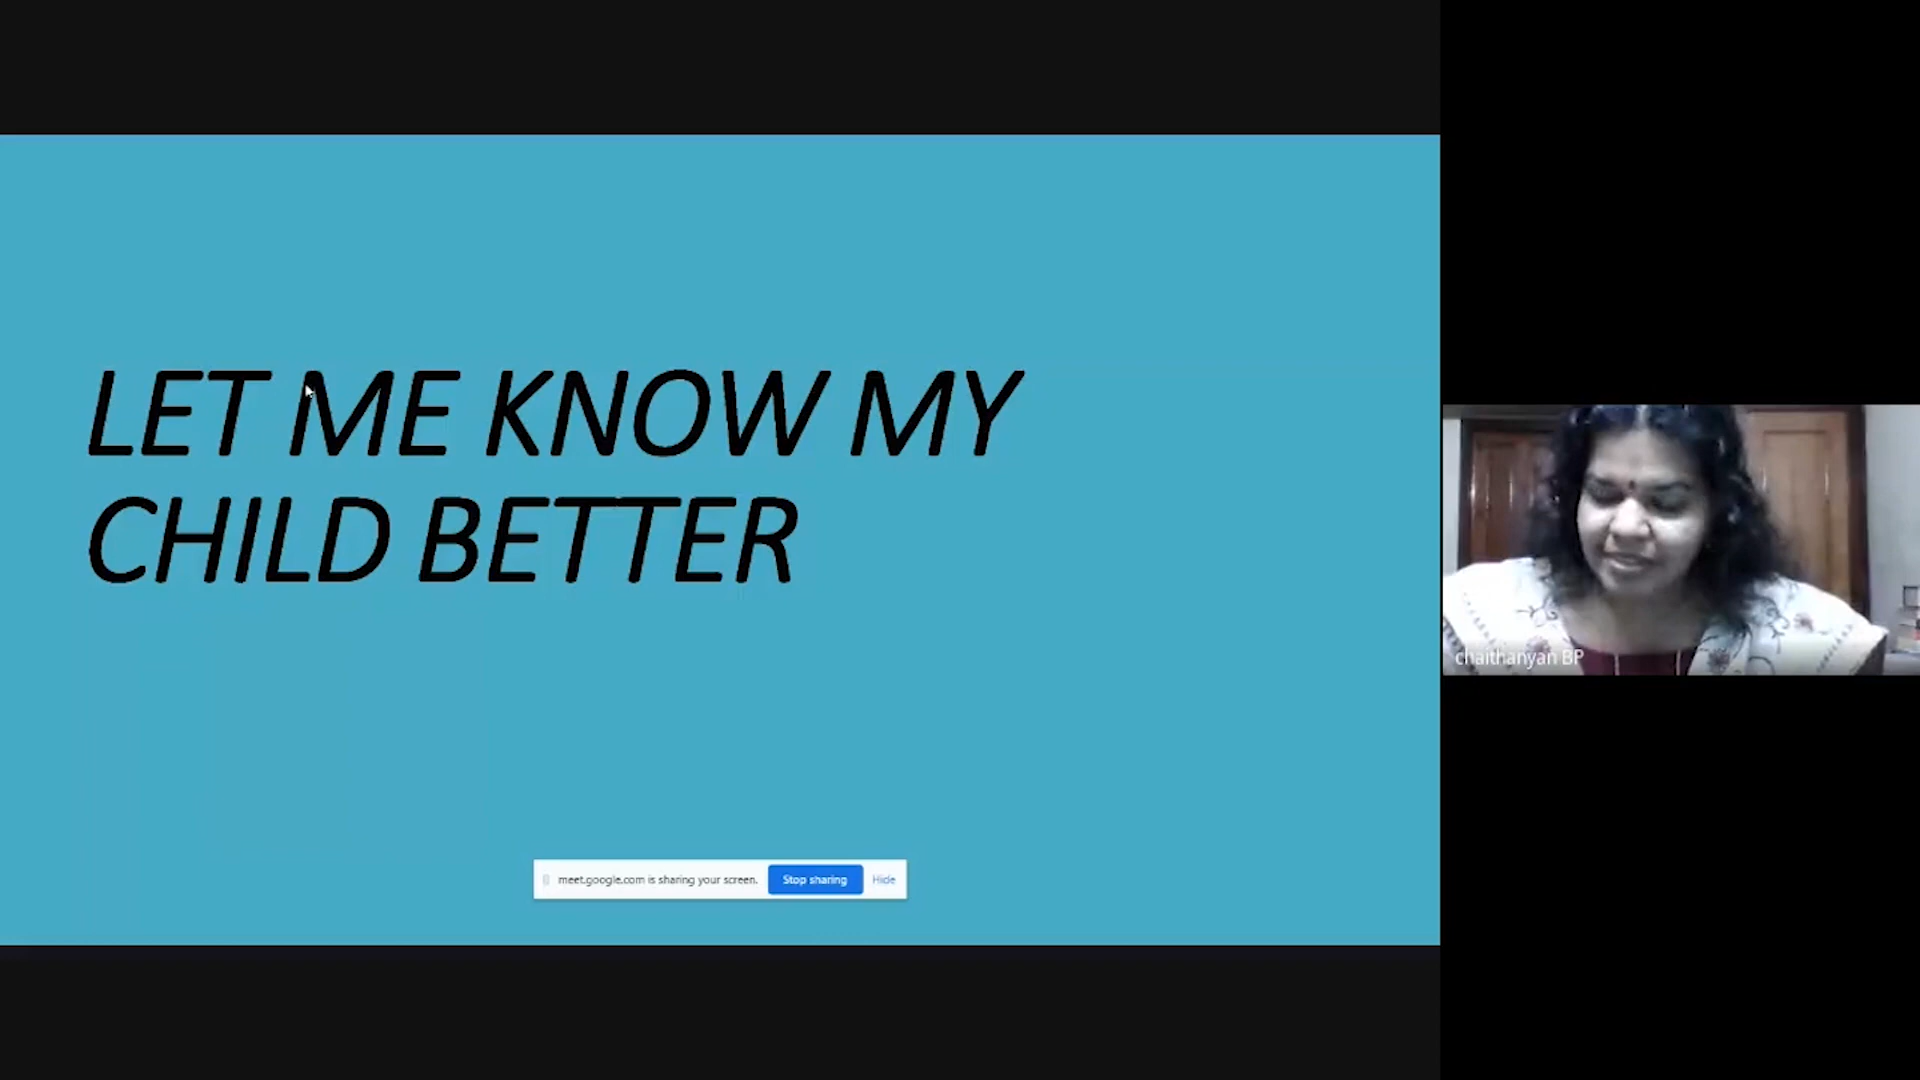 LET ME KNOW MY
CHILD BETTER
meet.google.com is sharing your screen. Stop sharing Hide
chaithanyan BP